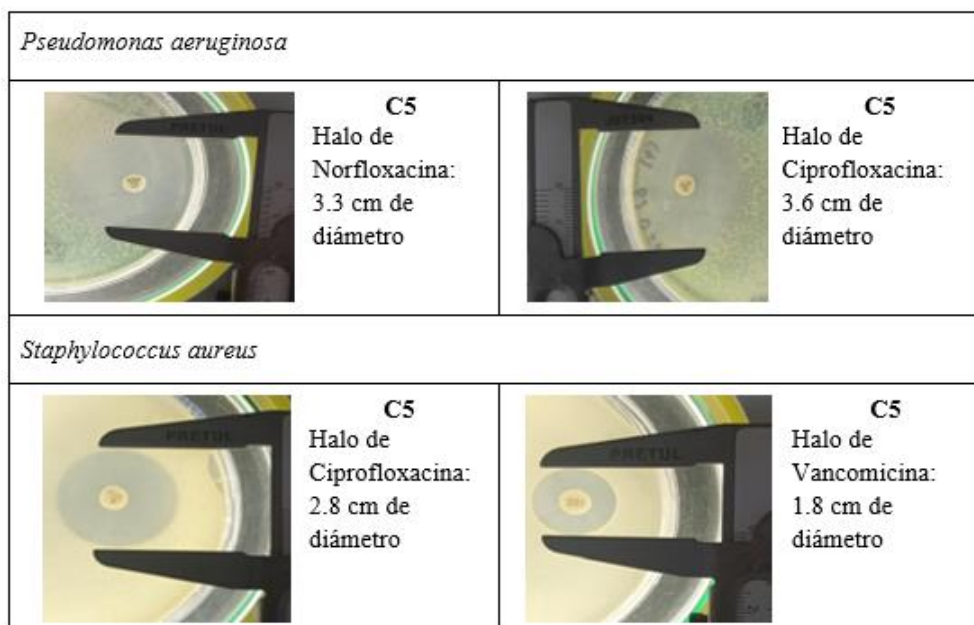 Pseudomonas aeruginosa
C5
Halo de
Norfloxacina:
3.3 cm de
diámetro
C5
Halo de
Ciprofloxacina:
3.6 cm de
diámetro
PRETUL
PRETUL
Staphylococcus aureus
C5
Halo de
Ciprofloxacina:
2.8 cm de
diámetro
C5
Halo de
Vancomicina:
1.8 cm de
diámetro
PRETUL
PRETUL